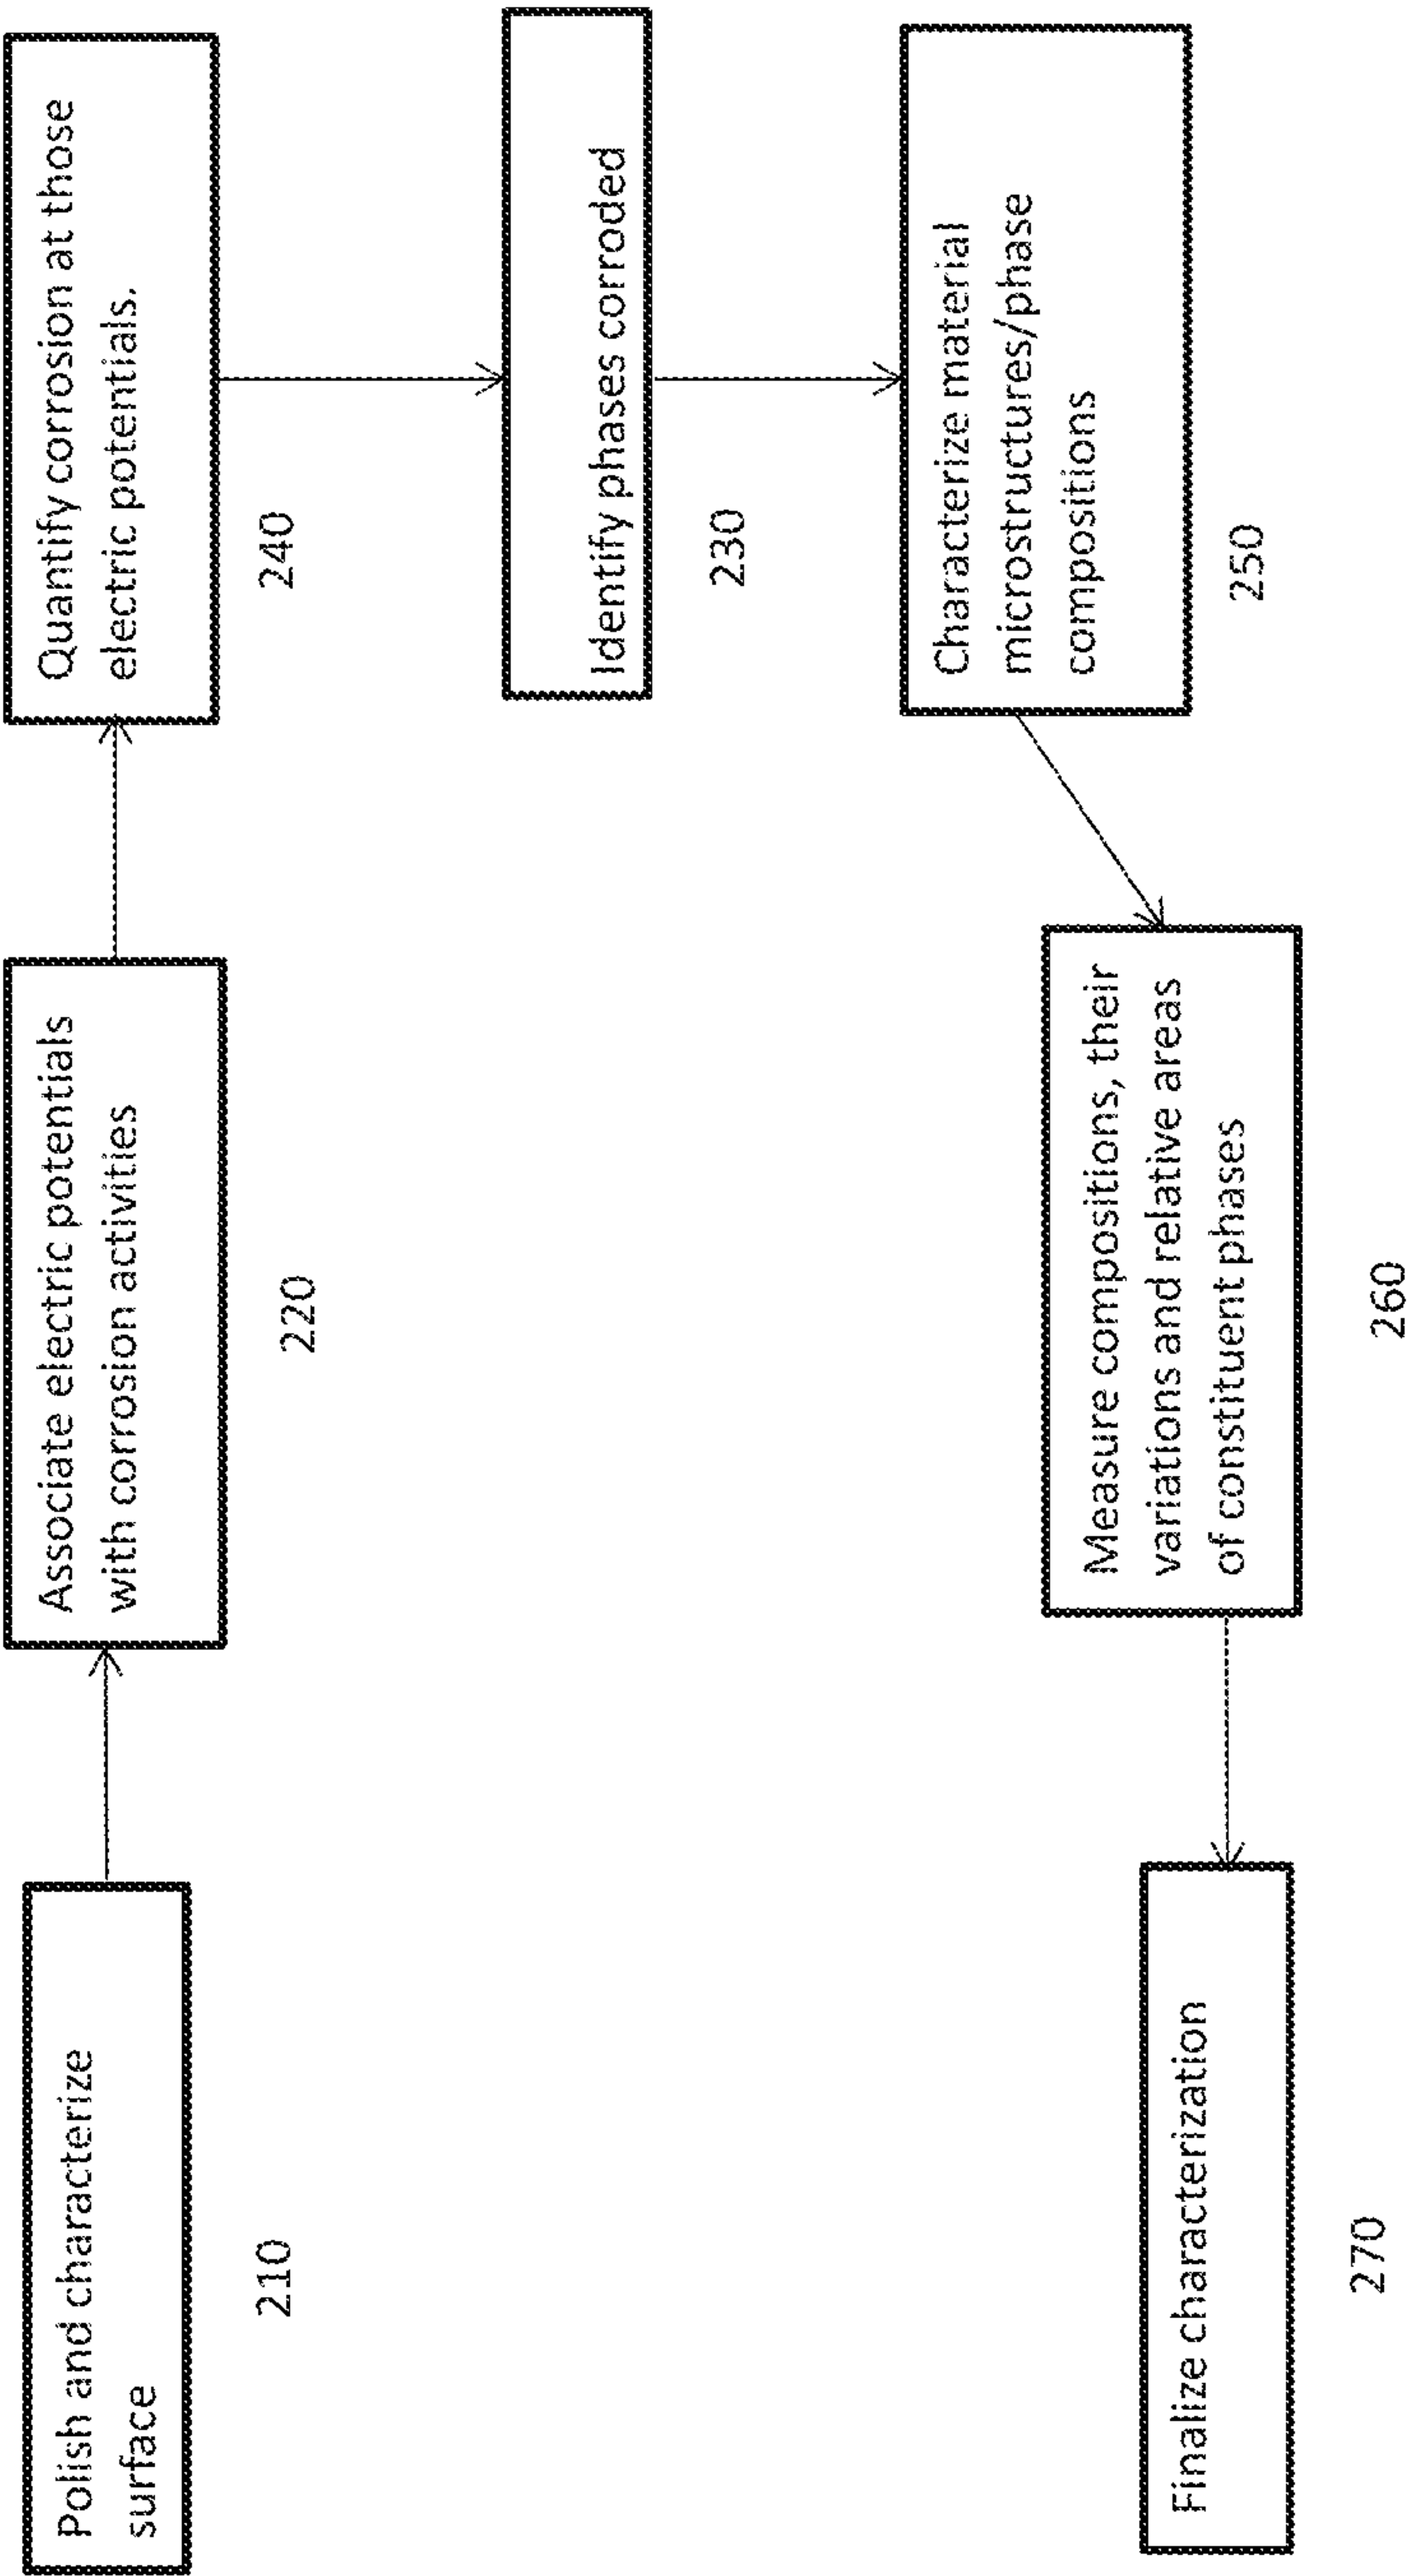 Polish and characterize
surface
210
Associate electric potentials
with corrosion activities
220
Quantify corrosion at those
electric potentials.
240
Identify phases corroded
230
Characterize material
microstructures/phase
compositions
250
Measure compositions, their
variations and relative areas
of constituent phases
260
Finalize characterization
270